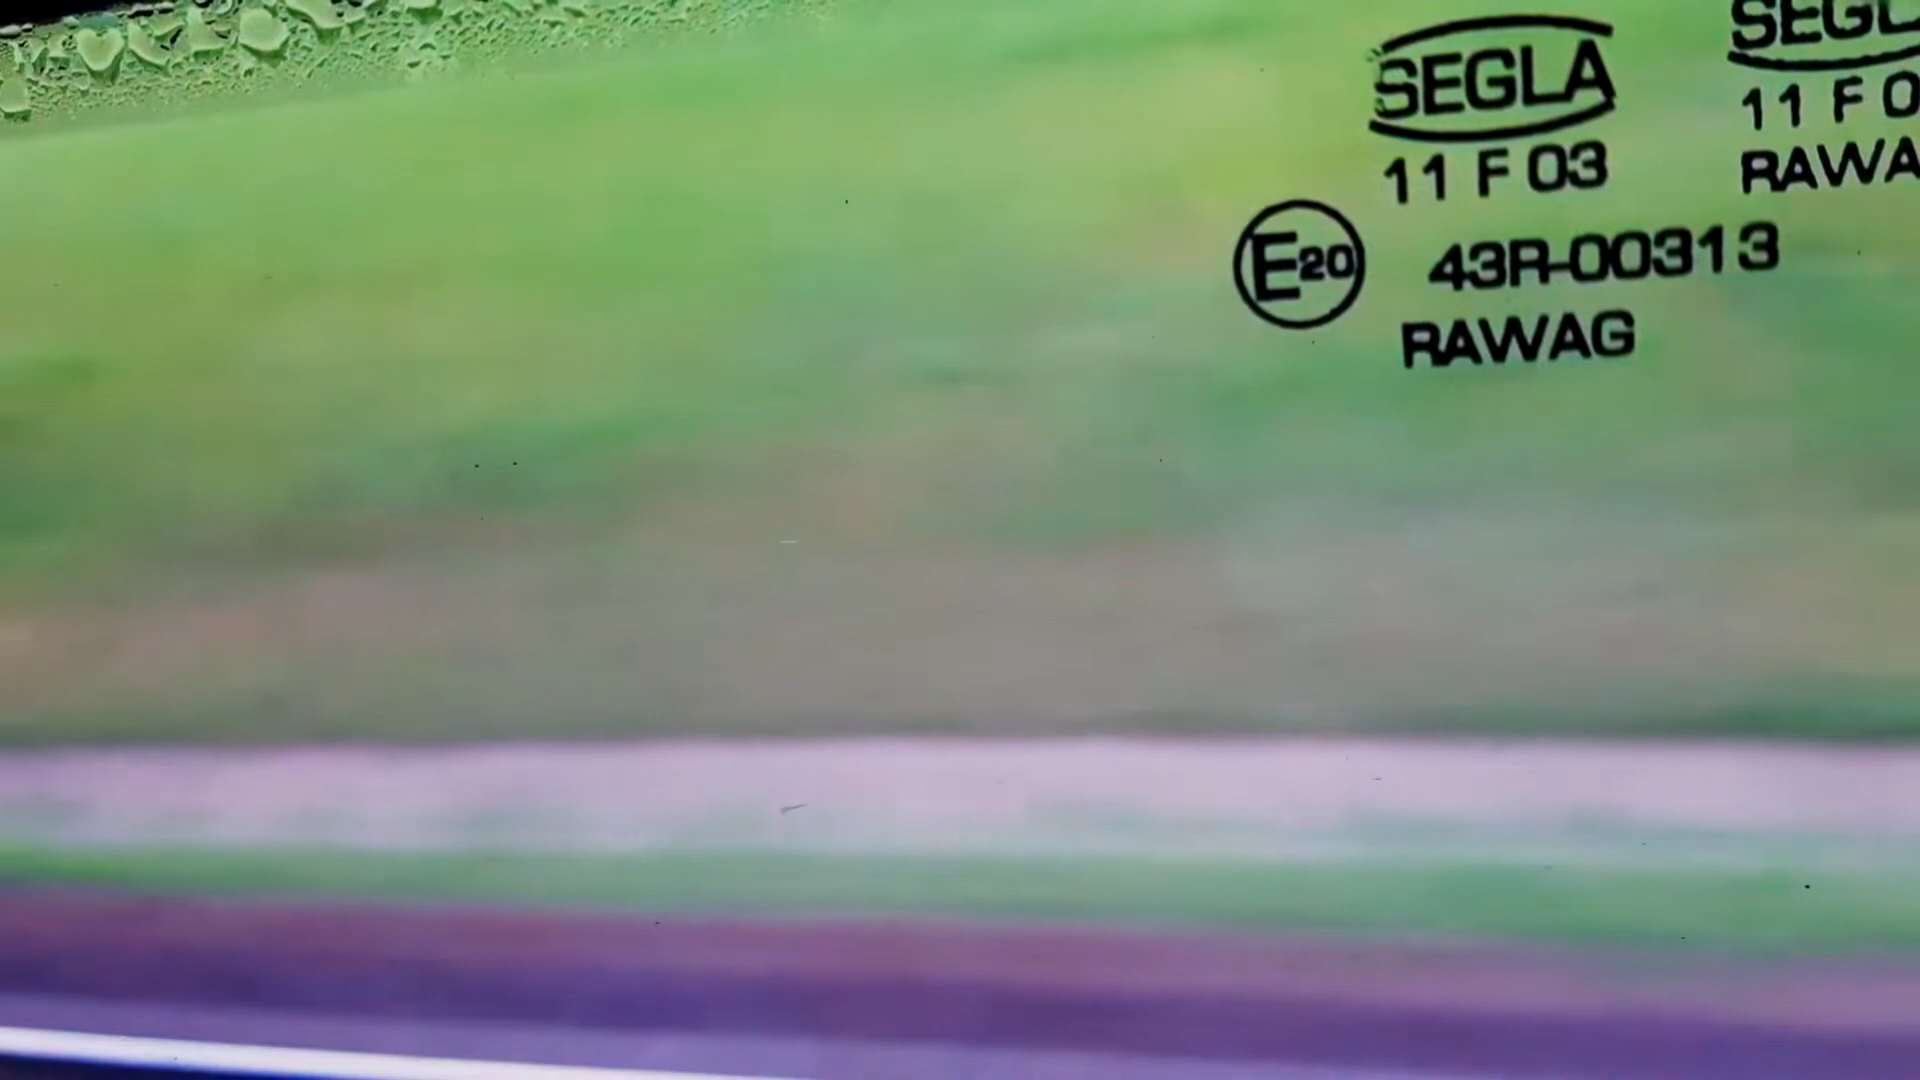 SEGLA
11 F 03
E20 43R-00313
RAWAG
SEGL
11 F 0
RAWA